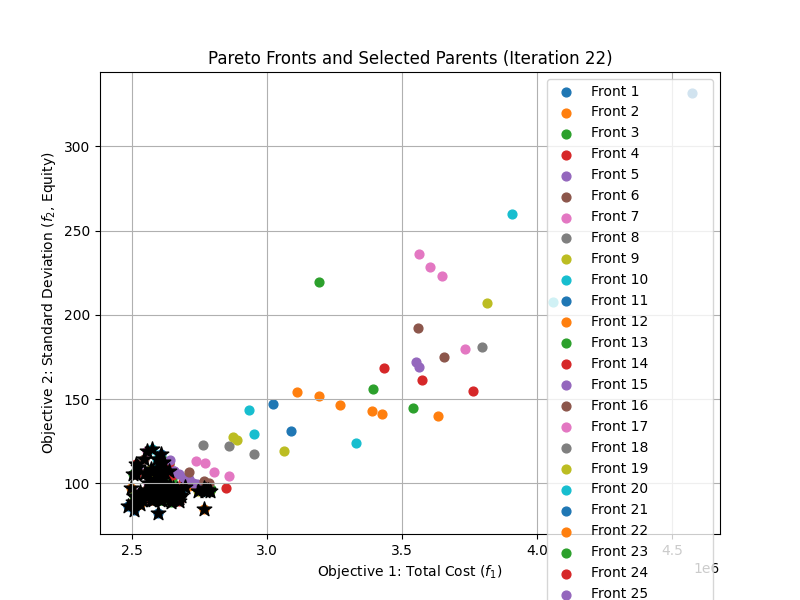 Pareto Fronts and Selected Parents (Iteration 22)
Objective 2: Standard Deviation (f₂, Equity)
300
250
200
150
100
2.5
3.0
3.5
4.0
4.5
1e6
Objective 1: Total Cost (f₁)
Front 1
Front 2
Front 3
Front 4
Front 5
Front 6
Front 7
Front 8
Front 9
Front 10
Front 11
Front 12
Front 13
Front 14
Front 15
Front 16
Front 17
Front 18
Front 19
Front 20
Front 21
Front 22
Front 23
Front 24
Front 25